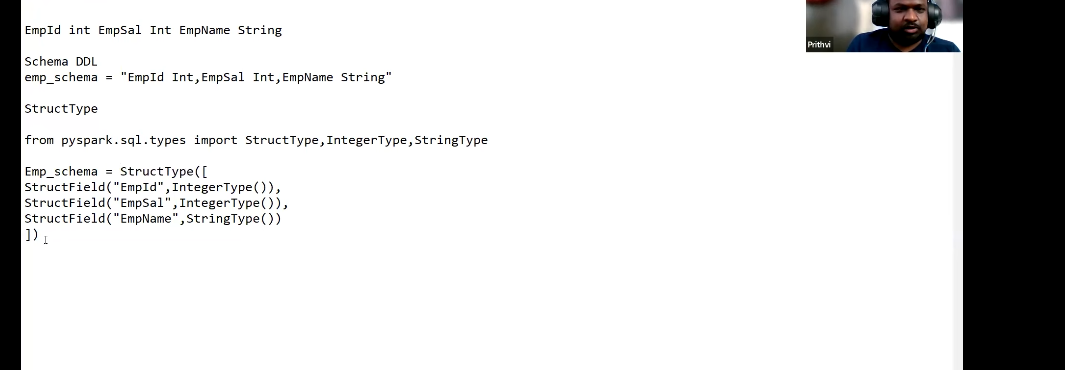 EmpId int EmpSal Int EmpName String
Prithvi
Schema DDL
emp_schema = "EmpId Int,EmpSal Int,EmpName String"
StructType
from pyspark.sql.types import StructType,IntegerType,StringType
Emp_schema = StructType([
StructField("EmpId",IntegerType()),
StructField("EmpSal",IntegerType()),
StructField("EmpName",StringType())
])